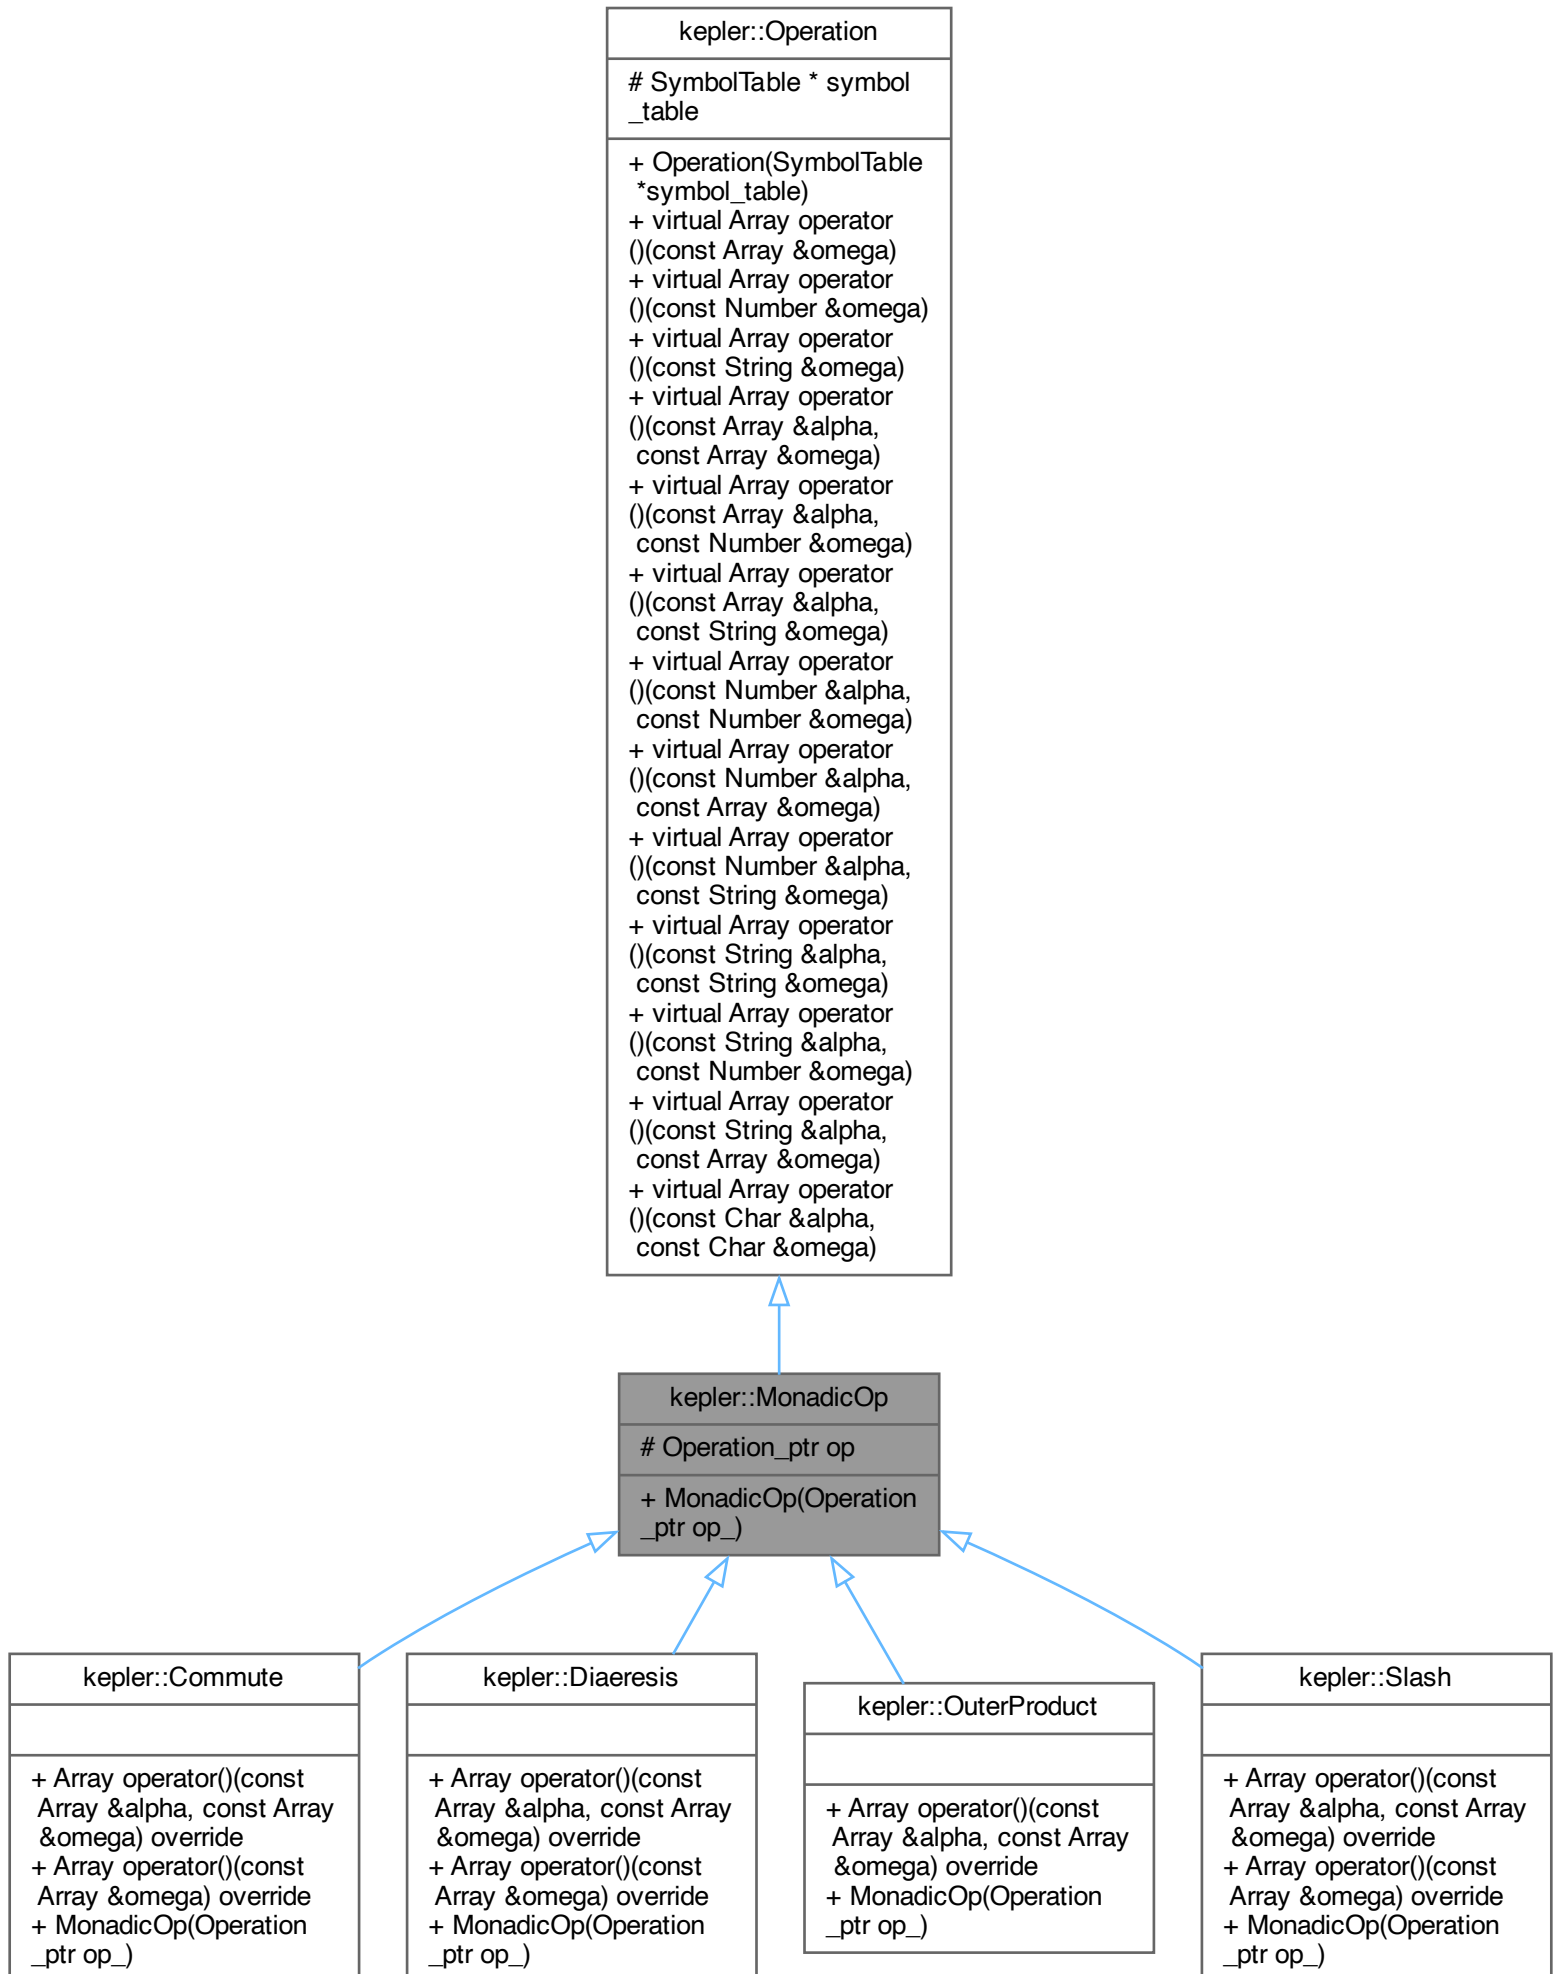 kepler::Operation
# SymbolTable * symbol
_table
+ Operation(SymbolTable
*symbol_table)
+ virtual Array operator
()(const Array &omega)
+ virtual Array operator
()(const Number &omega)
+ virtual Array operator
()(const String &omega)
+ virtual Array operator
()(const Array &alpha,
const Array &omega)
+ virtual Array operator
()(const Array &alpha,
const Number &omega)
+ virtual Array operator
()(const Array &alpha,
const String &omega)
+ virtual Array operator
()(const Number &alpha,
const Number &omega)
+ virtual Array operator
()(const Number &alpha,
const Array &omega)
+ virtual Array operator
()(const Number &alpha,
const String &omega)
+ virtual Array operator
()(const String &alpha,
const String &omega)
+ virtual Array operator
()(const String &alpha,
const Number &omega)
+ virtual Array operator
()(const String &alpha,
const Array &omega)
+ virtual Array operator
()(const Char &alpha,
const Char &omega)
kepler::MonadicOp
# Operation_ptr op
+ MonadicOp(Operation
_ptr op_)
kepler::Commute
+ Array operator()(const
Array &alpha, const Array
&omega) override
+ Array operator()(const
Array &omega) override
+ MonadicOp(Operation
_ptr op_)
kepler::Diaeresis
+ Array operator()(const
Array &alpha, const Array
&omega) override
+ Array operator()(const
Array &omega) override
+ MonadicOp(Operation
_ptr op_)
kepler::OuterProduct
+ Array operator()(const
Array &alpha, const Array
&omega) override
+ MonadicOp(Operation
_ptr op_)
kepler::Slash
+ Array operator()(const
Array &alpha, const Array
&omega) override
+ Array operator()(const
Array &omega) override
+ MonadicOp(Operation
_ptr op_)